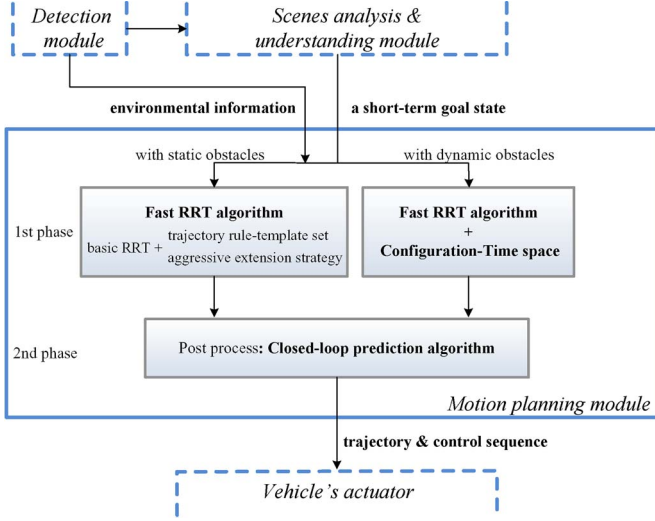 Detection
module
Scenes analysis &
understanding module
environmental information
a short-term goal state
with static obstacles
with dynamic obstacles
1st phase
Fast RRT algorithm
basic RRT +
trajectory rule-template set
aggressive extension strategy
Fast RRT algorithm
+
Configuration-Time space
2nd phase
Post process: Closed-loop prediction algorithm
Motion planning module
trajectory & control sequence
Vehicle's actuator